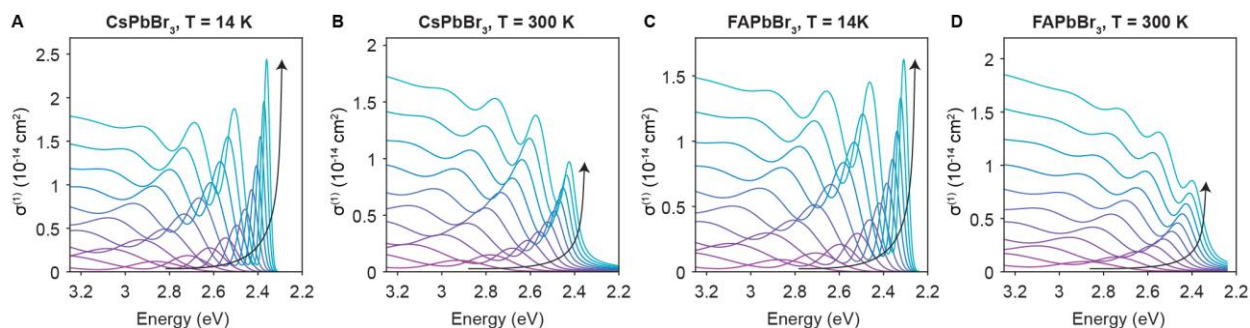 A CsPbBr₃, T = 14 K
2.5
2
1.5
1
0.5
0
3.2 3 2.8 2.6 2.4 2.2
σ⁽¹⁾ (10⁻¹⁴ cm²)
Energy (eV)
B CsPbBr₃, T = 300 K
2
1.5
1
0.5
0
3.2 3 2.8 2.6 2.4 2.2
σ⁽¹⁾ (10⁻¹⁴ cm²)
Energy (eV)
C FAPbBr₃, T = 14K
1.5
1
0.5
0
3.2 3 2.8 2.6 2.4 2.2
σ⁽¹⁾ (10⁻¹⁴ cm²)
Energy (eV)
D FAPbBr₃, T = 300 K
2
1.5
1
0.5
0
3.2 3 2.8 2.6 2.4 2.2
σ⁽¹⁾ (10⁻¹⁴ cm²)
Energy (eV)